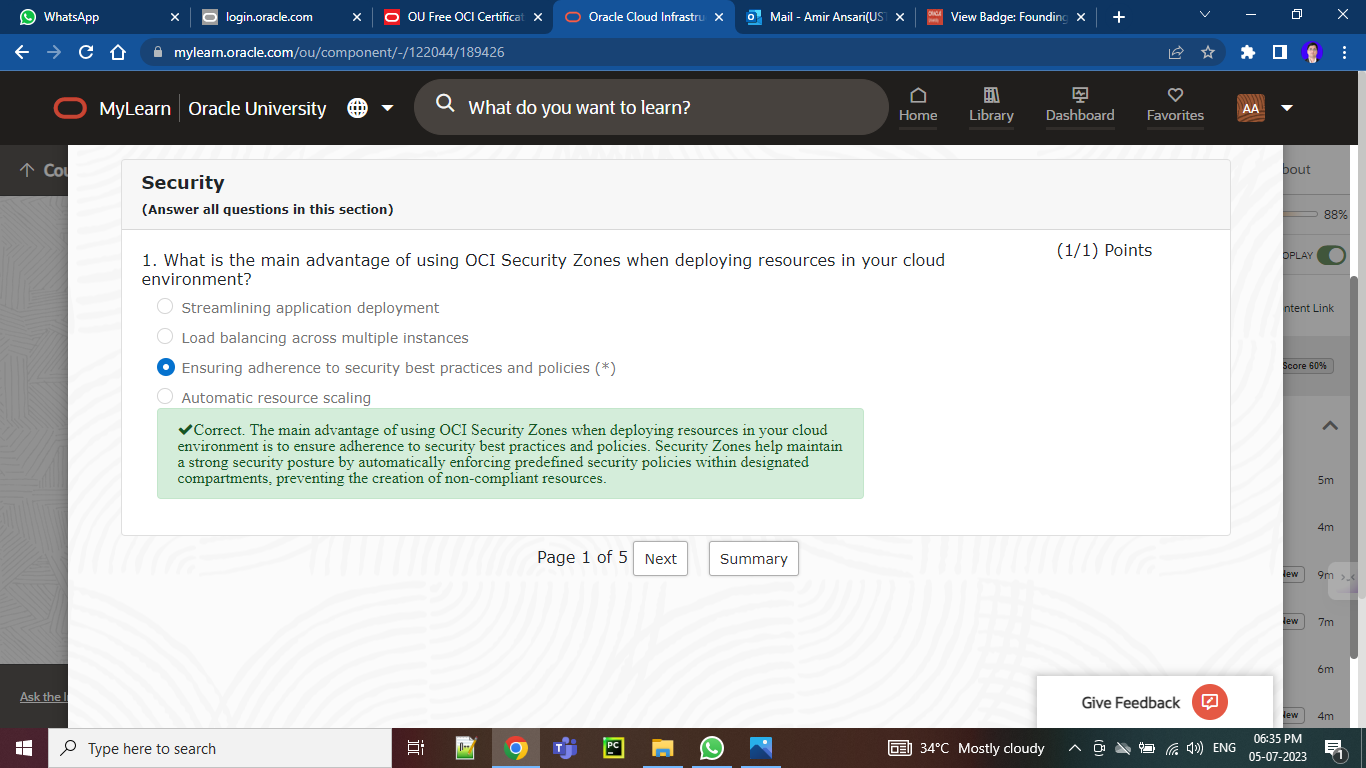 WhatsApp
login.oracle.com
OU Free OCI Certificat
Oracle Cloud Infrastru
Mail - Amir Ansari(UST
View Badge: Founding
mylearn.oracle.com/ou/component/-/122044/189426
MyLearn Oracle University
What do you want to learn?
Home
Library
Dashboard
Favorites
AA
Cou
bout
Security
(Answer all questions in this section)
88%
1. What is the main advantage of using OCI Security Zones when deploying resources in your cloud
environment?
(1/1) Points
OPLAY
Streamlining application deployment
ntent Link
Load balancing across multiple instances
Ensuring adherence to security best practices and policies (*)
Score 60%
Automatic resource scaling
✔Correct. The main advantage of using OCI Security Zones when deploying resources in your cloud
environment is to ensure adherence to security best practices and policies. Security Zones help maintain
a strong security posture by automatically enforcing predefined security policies within designated
compartments, preventing the creation of non-compliant resources.
5m
4m
Page 1 of 5 Next Summary
New 9m
New 7m
6m
Ask the I
Give Feedback
New 4m
Type here to search
PC
34°C Mostly cloudy
ENG
06:35 PM
05-07-2023
1